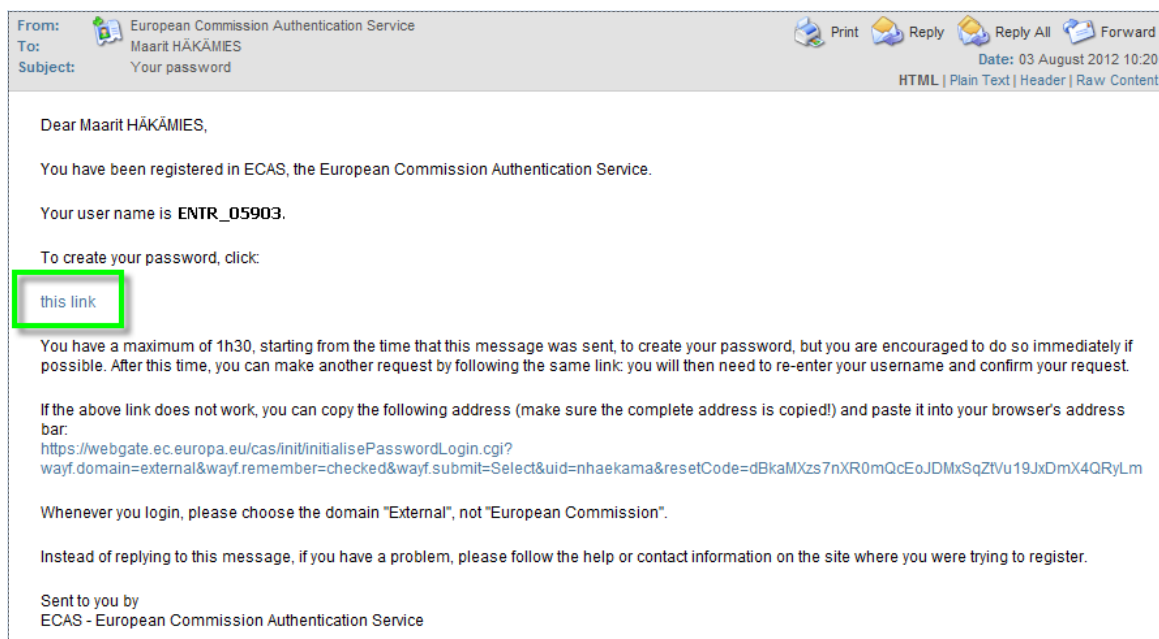 From: European Commission Authentication Service
To: Maarit HÄKÄMIES
Subject: Your password
Print Reply Reply All Forward
Date: 03 August 2012 10:20
HTML | Plain Text | Header | Raw Content
Dear Maarit HÄKÄMIES,
You have been registered in ECAS, the European Commission Authentication Service.
Your user name is ENTR_05903.
To create your password, click:
this link
You have a maximum of 1h30, starting from the time that this message was sent, to create your password, but you are encouraged to do so immediately if
possible. After this time, you can make another request by following the same link: you will then need to re-enter your username and confirm your request.
If the above link does not work, you can copy the following address (make sure the complete address is copied!) and paste it into your browser's address
bar:
https://webgate.ec.europa.eu/cas/init/initialisePasswordLogin.cgi?
wayf.domain=external&wayf.remember=checked&wayf.submit=Select&uid=nhaekama&resetCode=dBkaMXzs7nXR0mQcEoJDMxSqZtVu19JxDmX4QRyLm
Whenever you login, please choose the domain "External", not "European Commission".
Instead of replying to this message, if you have a problem, please follow the help or contact information on the site where you were trying to register.
Sent to you by
ECAS - European Commission Authentication Service